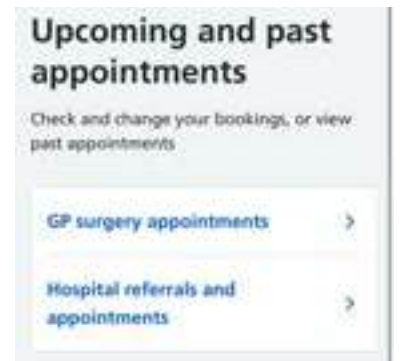 Upcoming and past
appointments
Check and change your bookings, or view
past appointments
GP surgery appointments
Hospital referrals and
appointments